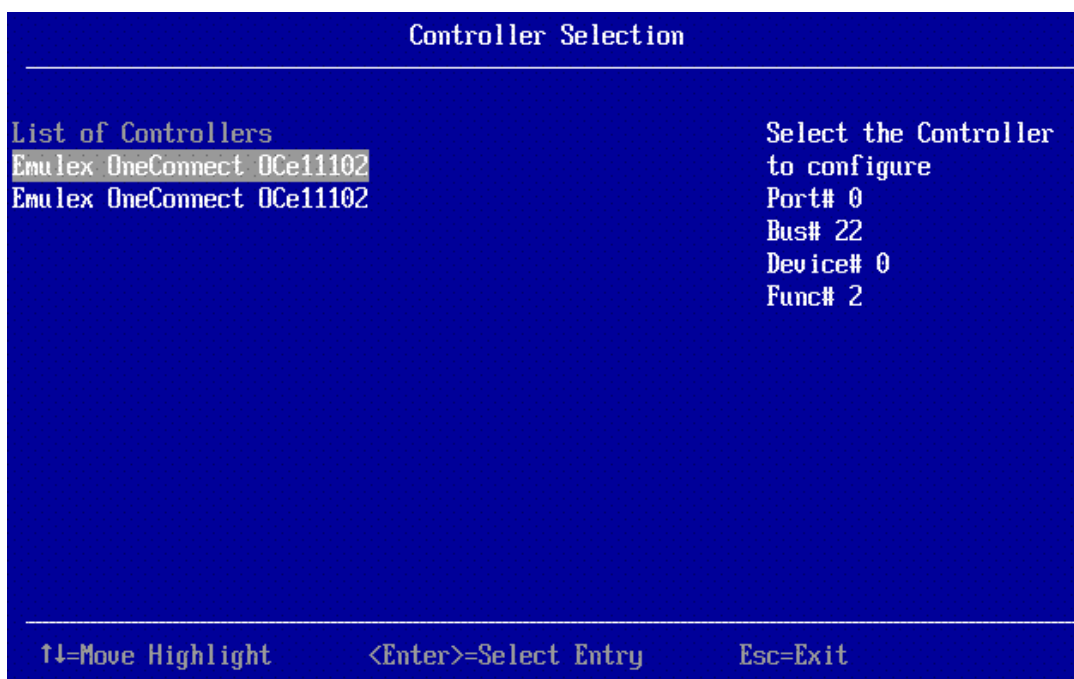 Controller Selection
List of Controllers
Emulex OneConnect OCe11102
Emulex OneConnect OCe11102
Select the Controller
to configure
Port# 0
Bus# 22
Device# 0
Func# 2
↑↓=Move Highlight <Enter>=Select Entry Esc=Exit